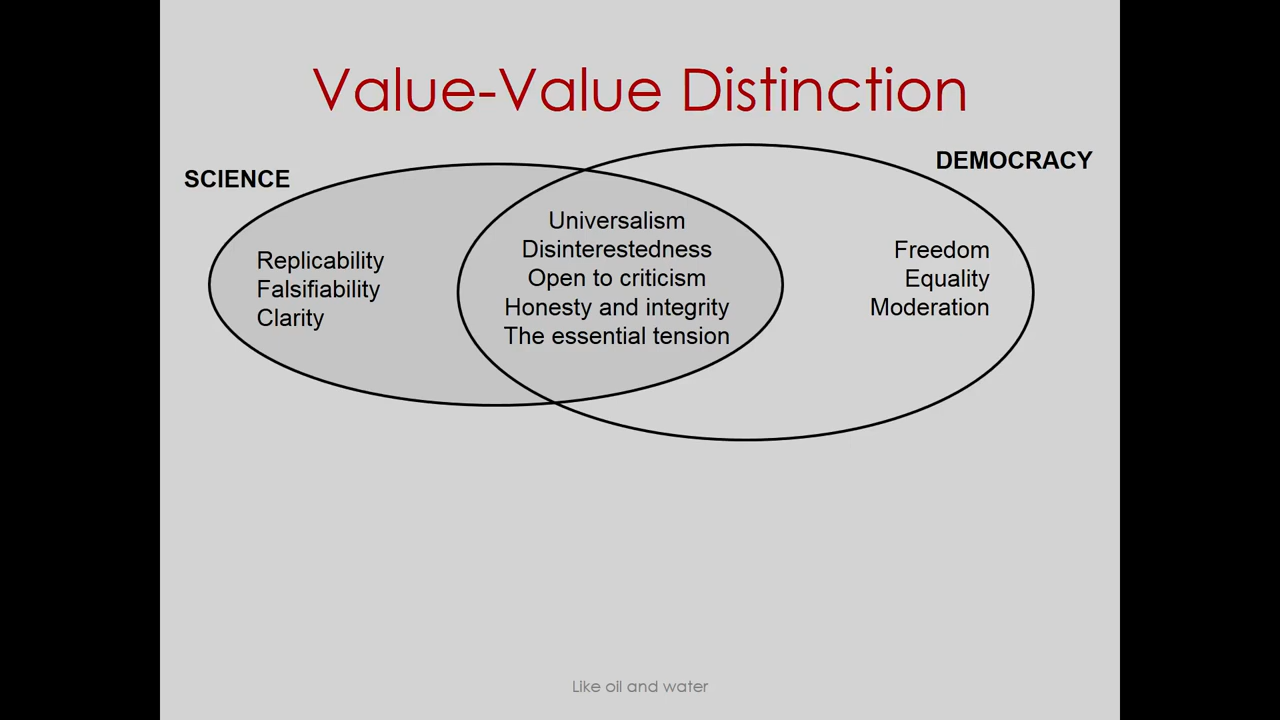 Value-Value Distinction
SCIENCE
DEMOCRACY
Replicability
Falsifiability
Clarity
Universalism
Disinterestedness
Open to criticism
Honesty and integrity
The essential tension
Freedom
Equality
Moderation
Like oil and water